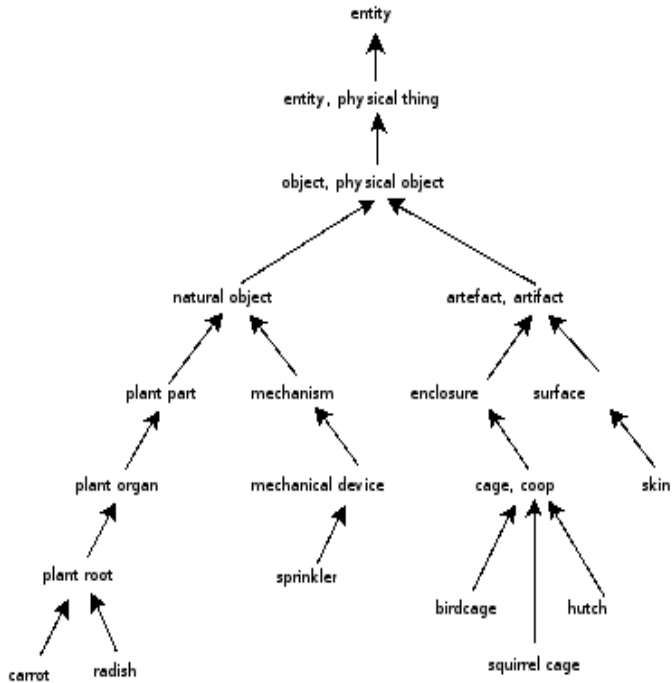 entity
entity, physical thing
object, physical object
natural object
artefact, artifact
plant part
mechanism
enclosure
surface
plant organ
mechanical device
cage, coop
skin
plant root
sprinkler
birdcage
hutch
carrot
radish
squirrel cage